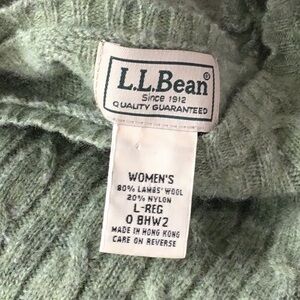 L.L.Bean®
Since 1912
QUALITY GUARANTEED
WOMEN'S
80% LAMBS' WOOL
20% NYLON
L-REG
0 BHW2
MADE IN HONG KONG
CARE ON REVERSE